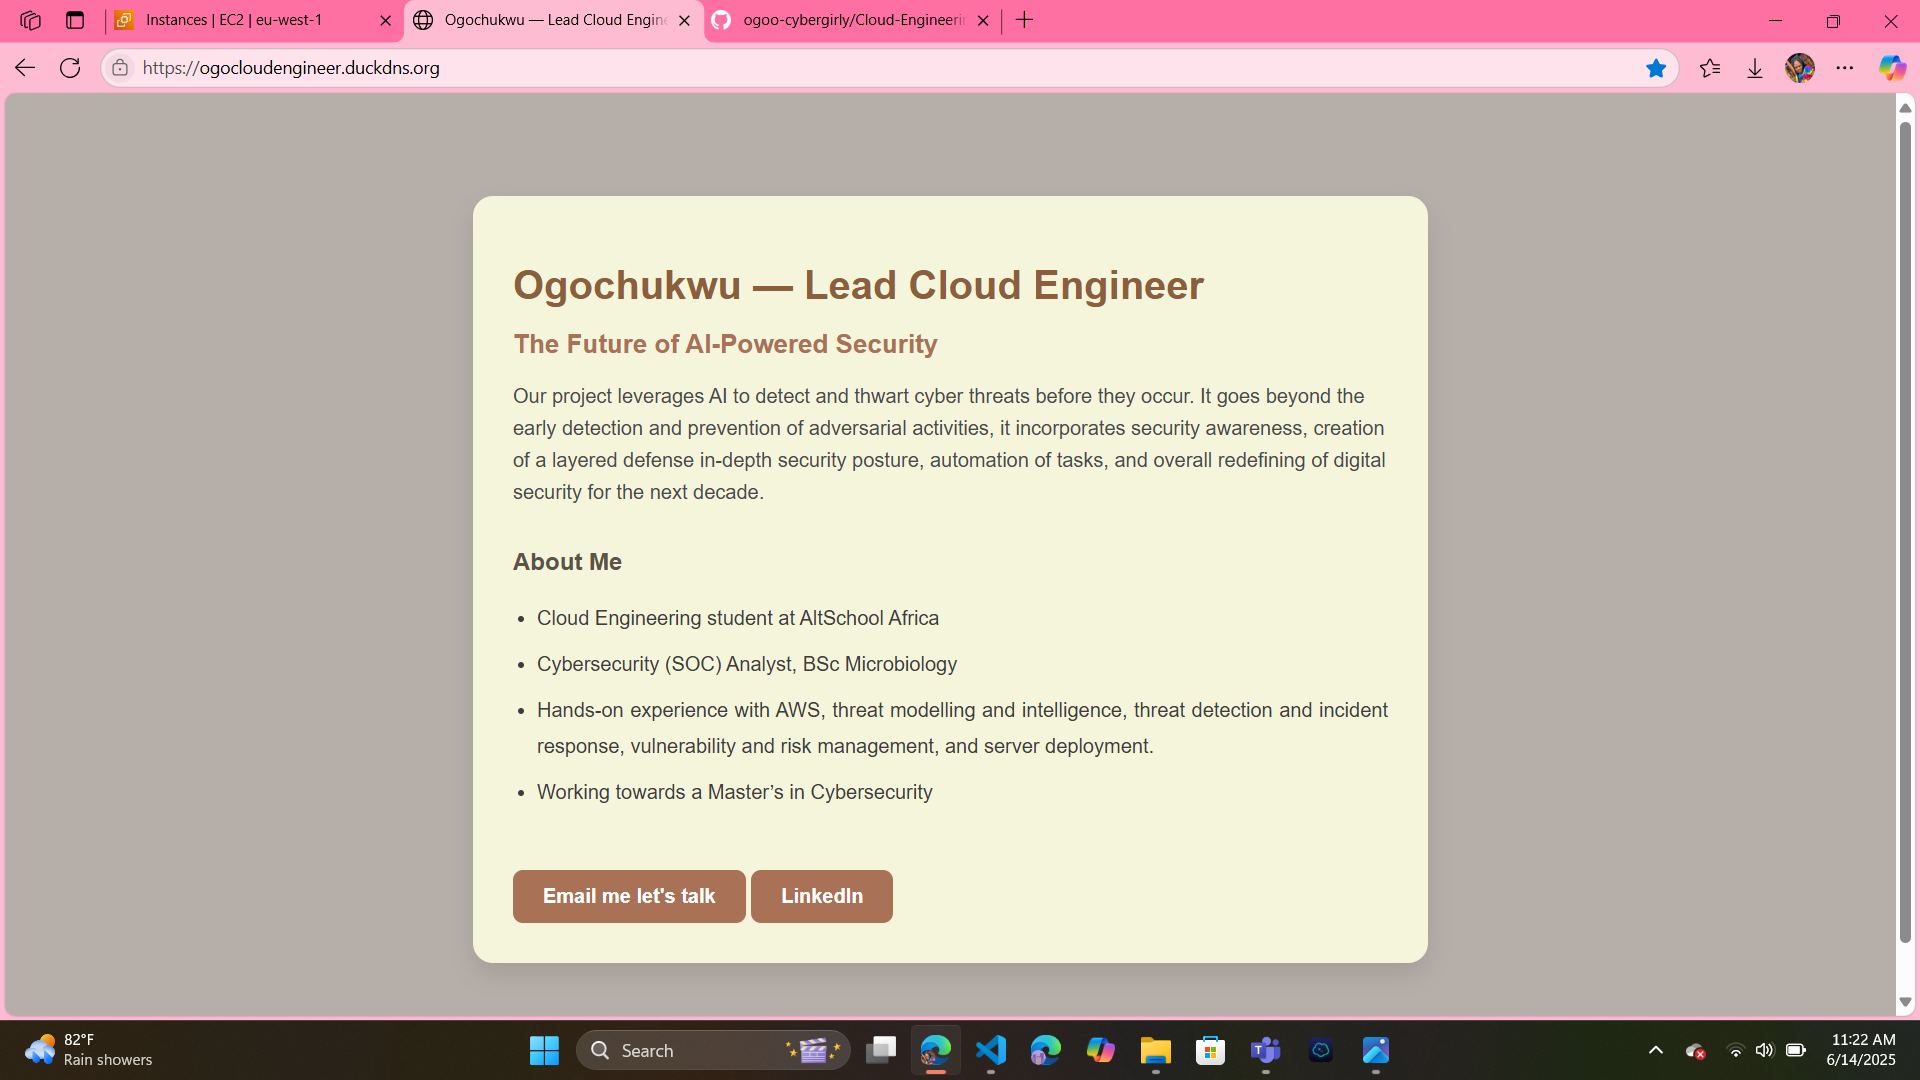 Instances | EC2 | eu-west-1
Ogochukwu — Lead Cloud Engine
ogoo-cybergirly/Cloud-Engineerin
https://ogocloudengineer.duckdns.org
Ogochukwu — Lead Cloud Engineer
The Future of AI-Powered Security
Our project leverages AI to detect and thwart cyber threats before they occur. It goes beyond the
early detection and prevention of adversarial activities, it incorporates security awareness, creation
of a layered defense in-depth security posture, automation of tasks, and overall redefining of digital
security for the next decade.
About Me
• Cloud Engineering student at AltSchool Africa
• Cybersecurity (SOC) Analyst, BSc Microbiology
• Hands-on experience with AWS, threat modelling and intelligence, threat detection and incident
response, vulnerability and risk management, and server deployment.
• Working towards a Master’s in Cybersecurity
Email me let's talk
LinkedIn
82°F
Rain showers
Search
11:22 AM
6/14/2025